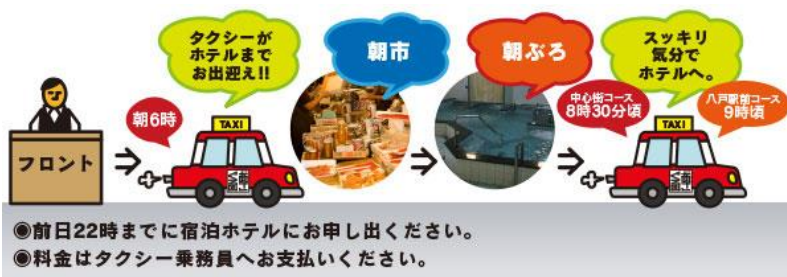 タクシーが
ホテルまで
お出迎え!!
朝市
朝ぶろ
スッキリ
気分で
ホテルへ。
朝6時
TAXI
中心街コース
8時30分頃
八戸駅前コース
9時頃
TAXI
フロント
◉前日22時までに宿泊ホテルにお申し出ください。
◉料金はタクシー乗務員へお支払いください。